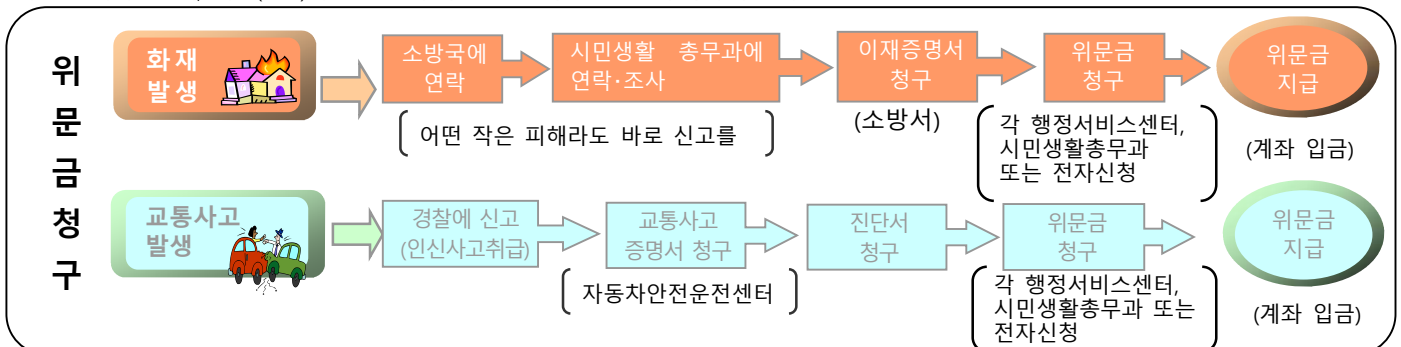 위
문
금
청
구
화 재
발 생
소방국에
연락
시민생활 총무과에
연락·조사
이재증명서
청구
위문금
청구
위문금
지급
어떤 작은 피해라도 바로 신고를
(소방서)
각 행정서비스센터,
시민생활총무과
또는 전자신청
(계좌 입금)
교통사고
발생
경찰에 신고
(인신사고취급)
교통사고
증명서 청구
진단서
청구
위문금
청구
위문금
지급
자동차안전운전센터
각 행정서비스센터,
시민생활총무과 또는
전자신청
(계좌 입금)